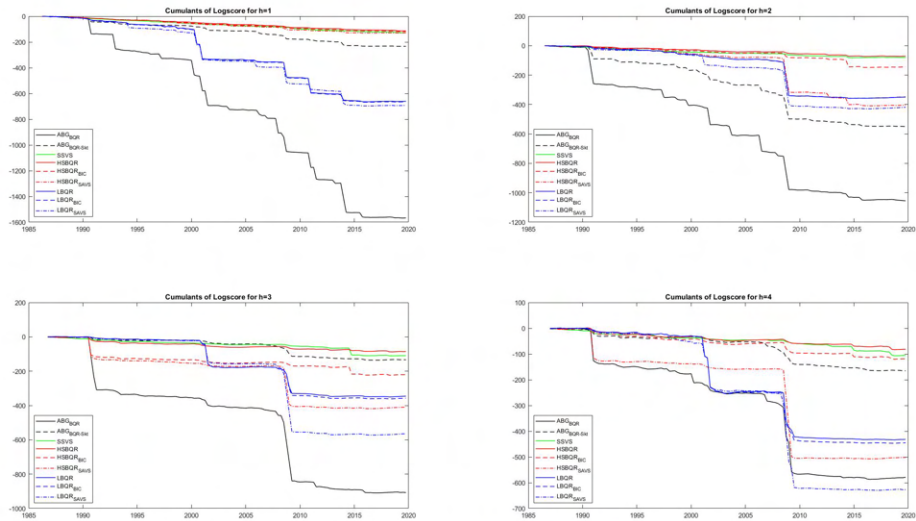 Cumulants of Logscore for h=1
0
-200
-400
-600
-800
-1000
-1200
-1400
-1600
ABG_BQR
ABG_BQR-Skt
SSVS
HSBQR
HSBQR_BIC
HSBQR_SAVS
LBQR
LBQR_BIC
LBQR_SAVS
1985 1990 1995 2000 2005 2010 2015 2020
Cumulants of Logscore for h=2
200
0
-200
-400
-600
-800
-1000
-1200
ABG_BQR
ABG_BQR-Skt
SSVS
HSBQR
HSBQR_BIC
HSBQR_SAVS
LBQR
LBQR_BIC
LBQR_SAVS
1985 1990 1995 2000 2005 2010 2015 2020
Cumulants of Logscore for h=3
200
0
-200
-400
-600
-800
-1000
ABG_BQR
ABG_BQR-Skt
SSVS
HSBQR
HSBQR_BIC
HSBQR_SAVS
LBQR
LBQR_BIC
LBQR_SAVS
1985 1990 1995 2000 2005 2010 2015 2020
Cumulants of Logscore for h=4
100
0
-100
-200
-300
-400
-500
-600
-700
ABG_BQR
ABG_BQR-Skt
SSVS
HSBQR
HSBQR_BIC
HSBQR_SAVS
LBQR
LBQR_BIC
LBQR_SAVS
1985 1990 1995 2000 2005 2010 2015 2020